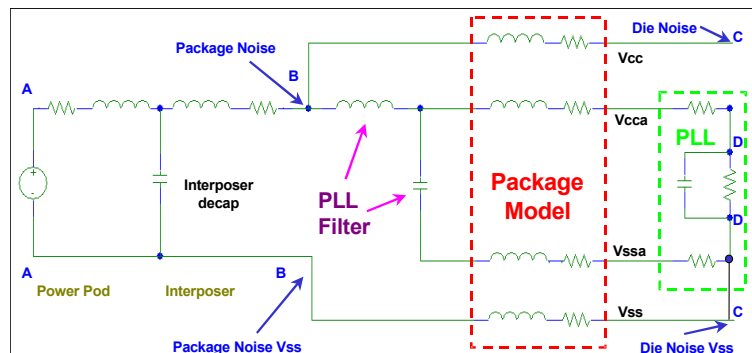 Die Noise
C
Package Noise
Vcc
A
B
Vcca
PLL
D
+
-
Interposer
decap
PLL
Filter
Package
Model
D
A
B
Vssa
Power Pod
Interposer
Vss
C
Package Noise Vss
Die Noise Vss